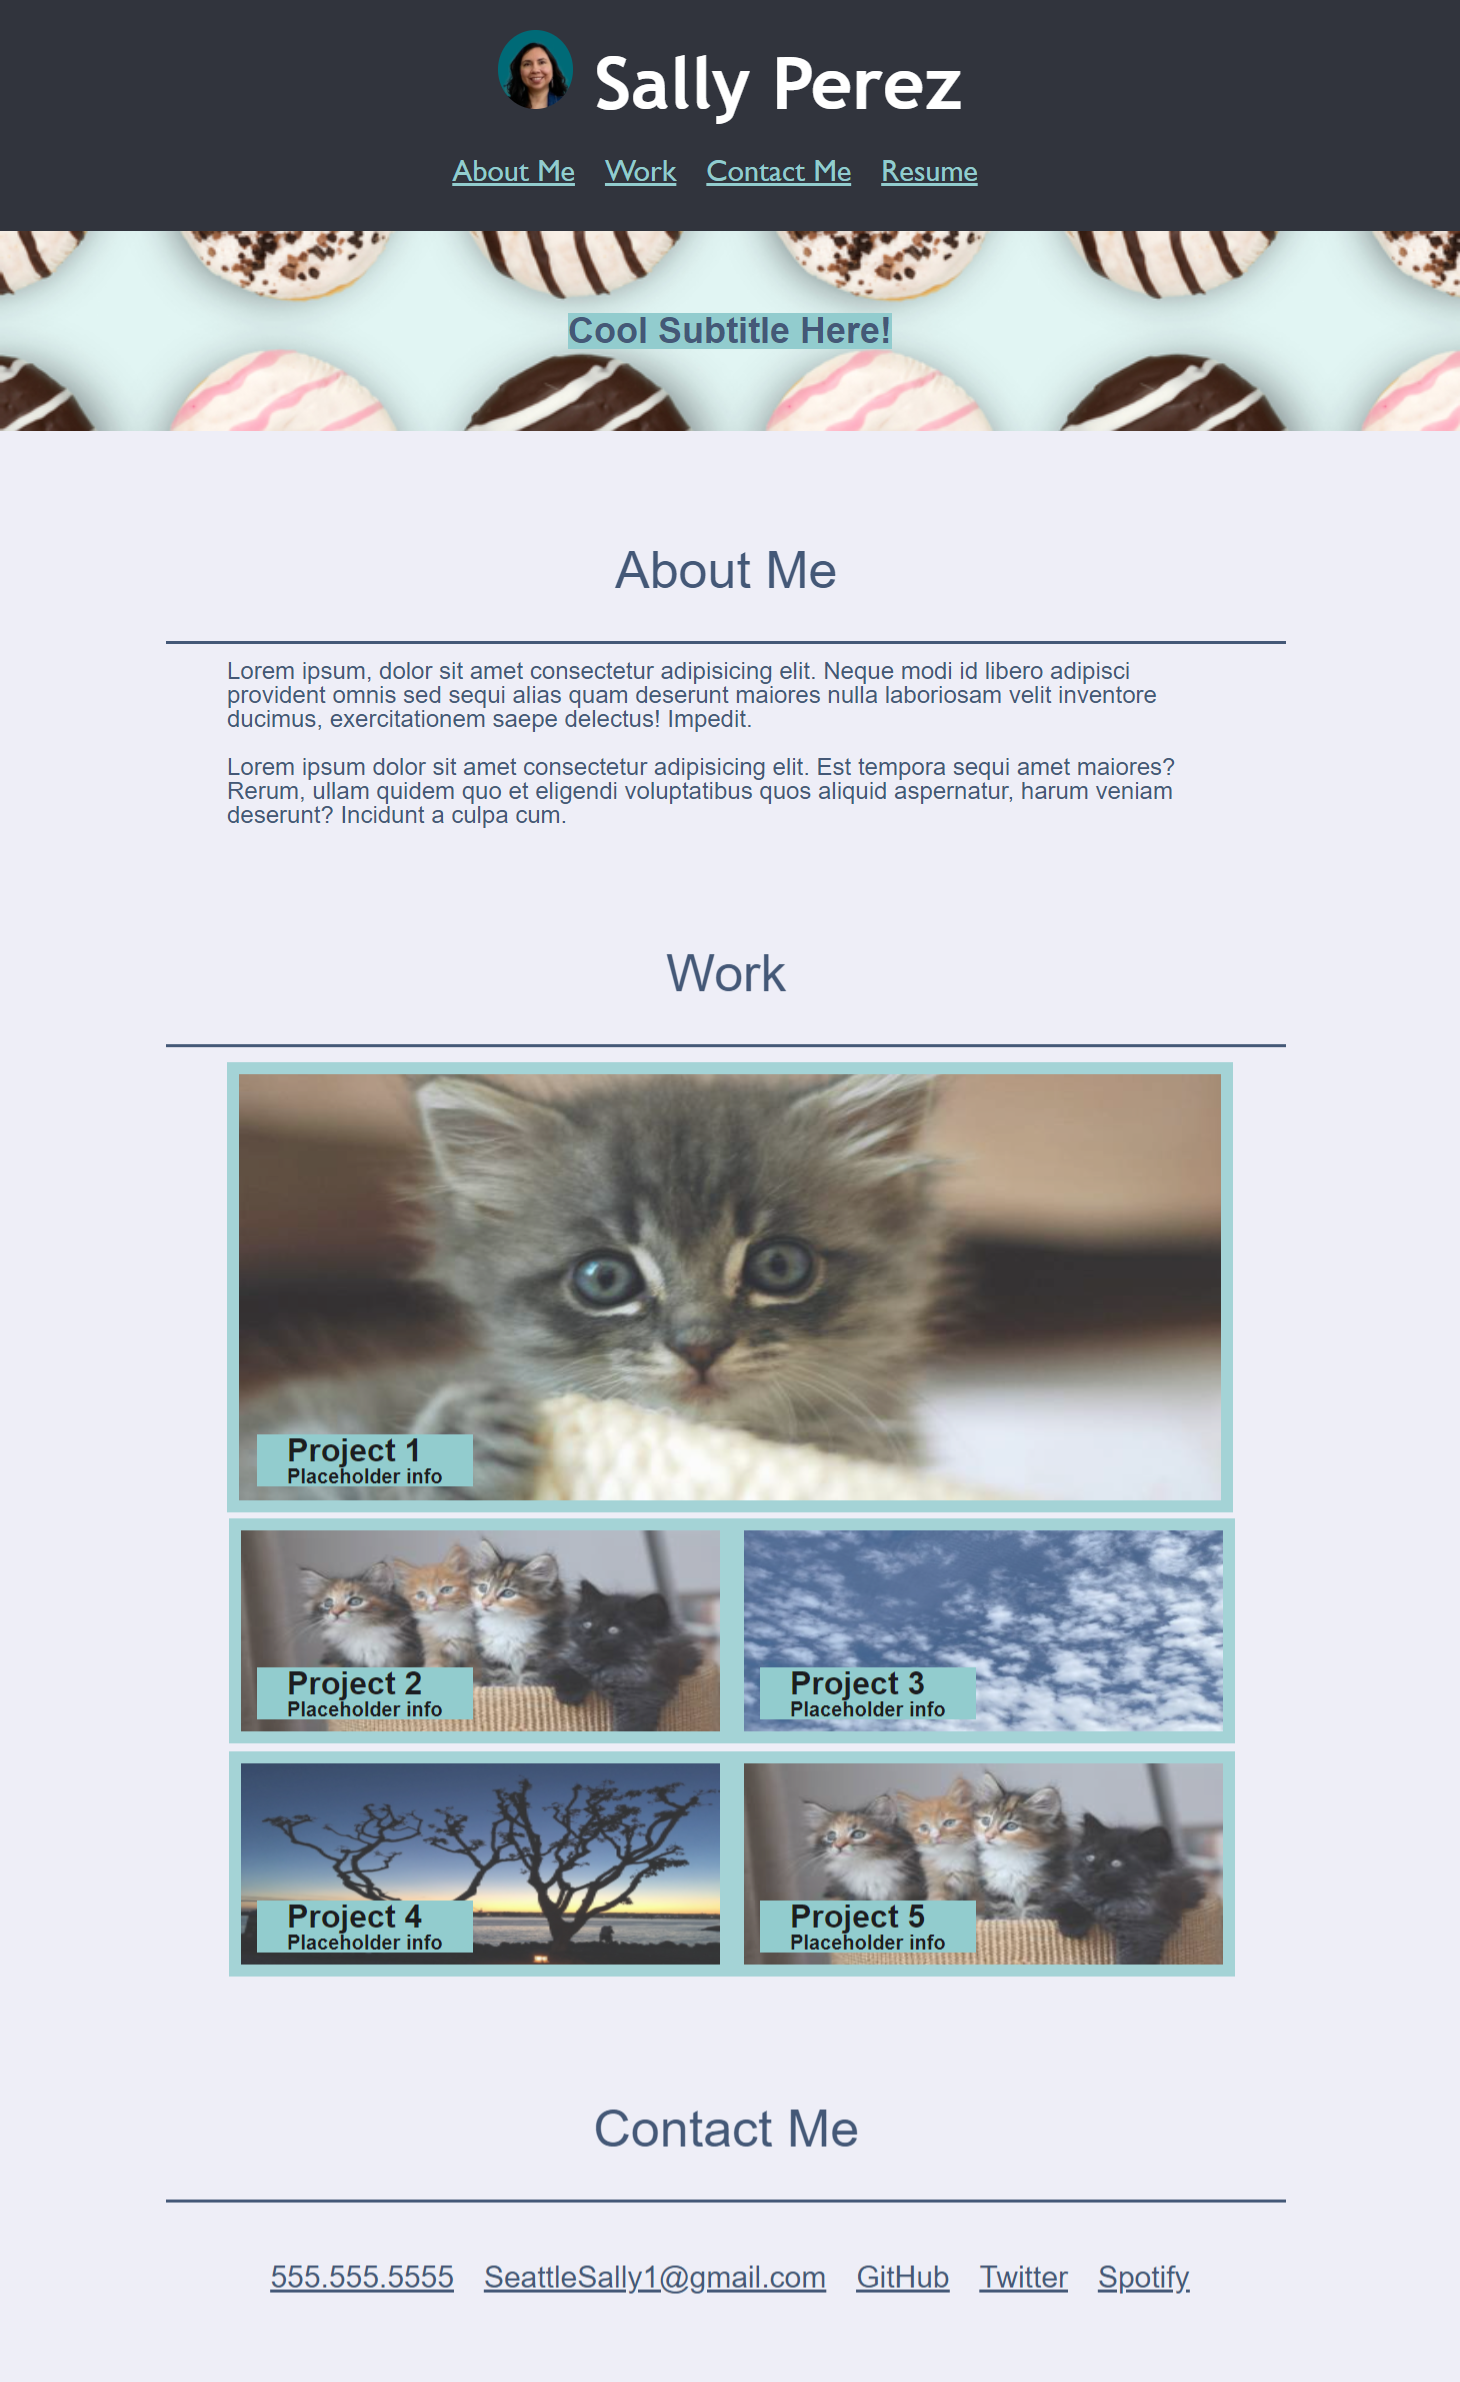 Sally Perez
About Me Work Contact Me Resume
Cool Subtitle Here!
About Me
Lorem ipsum, dolor sit amet consectetur adipisicing elit. Neque modi id libero adipisci
provident omnis sed sequi alias quam deserunt maiores nulla laboriosam velit inventore
ducimus, exercitationem saepe delectus! Impedit.
Lorem ipsum dolor sit amet consectetur adipisicing elit. Est tempora sequi amet maiores?
Rerum, ullam quidem quo et eligendi voluptatibus quos aliquid aspernatur, harum veniam
deserunt? Incidunt a culpa cum.
Work
Project 1
Placeholder info
Project 2
Placeholder info
Project 3
Placeholder info
Project 4
Placeholder info
Project 5
Placeholder info
Contact Me
555.555.5555 SeattleSally1@gmail.com GitHub Twitter Spotify